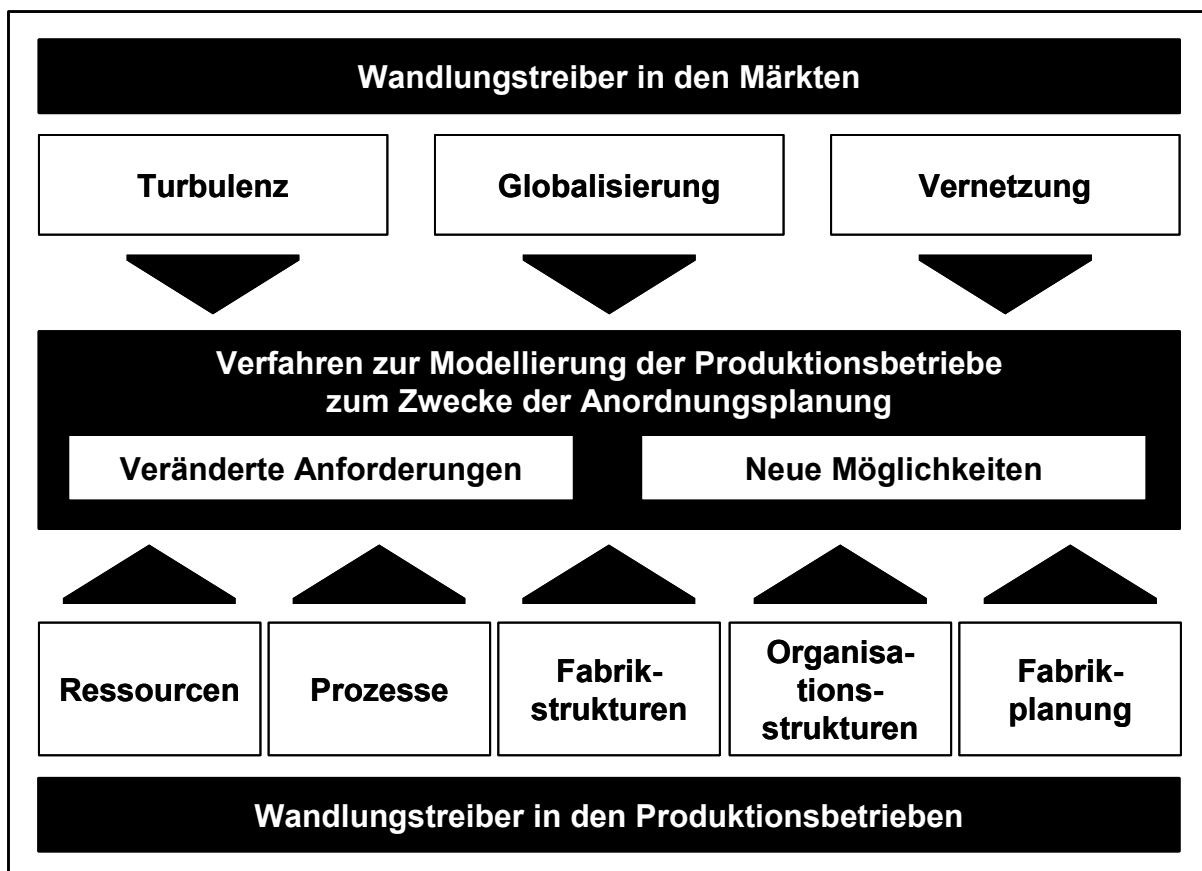 Wandlungstreiber in den Märkten
Turbulenz
Globalisierung
Vernetzung
Verfahren zur Modellierung der Produktionsbetriebe
zum Zwecke der Anordnungsplanung
Veränderte Anforderungen
Neue Möglichkeiten
Ressourcen
Prozesse
Fabrik-
strukturen
Organisa-
tions-
strukturen
Fabrik-
planung
Wandlungstreiber in den Produktionsbetrieben